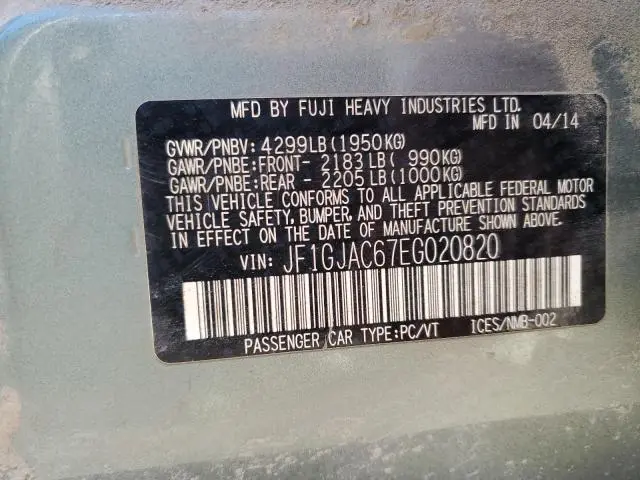 MFD BY FUJI HEAVY INDUSTRIES LTD.
MFD IN 04/14
GVWR/PNBV: 4299LB (1950KG)
GAWR/PNBE:FRONT- 2183 LB ( 990KG)
GAWR/PNBE:REAR - 2205 LB (1000KG)
THIS VEHICLE CONFORMS TO ALL APPLICABLE FEDERAL MOTOR
VEHICLE SAFETY, BUMPER, AND THEFT PREVENTION STANDARDS
IN EFFECT ON THE DATE OF MANUFACTURE SHOWN ABOVE.
VIN: JF1GJAC67EG020820
PASSENGER CAR TYPE:PC/VT ICES/NMB-002